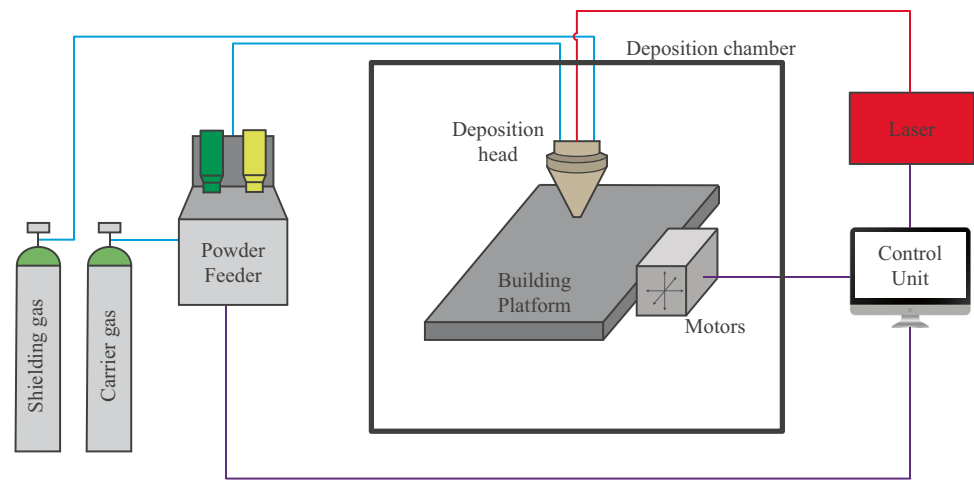 Deposition chamber
Deposition
head
Laser
Powder
Feeder
Control
Unit
Building
Platform
Motors
Shielding gas
Carrier gas